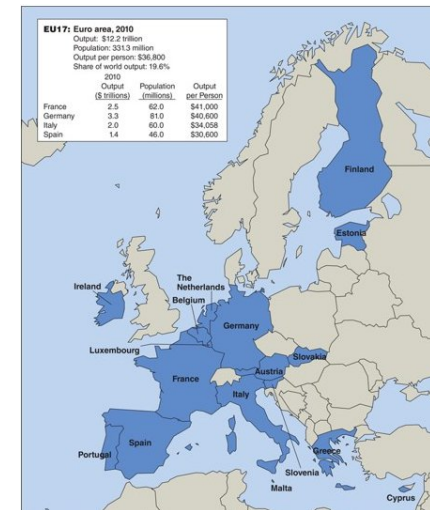 EU17: Euro area, 2010
Output: $12.2 trillion
Population: 331.3 million
Output per person: $36,800
Share of world output: 19.6%
2010
Output Population Output
($ trillions) (millions) per Person
France 2.5 62.0 $41,000
Germany 3.3 81.0 $40,600
Italy 2.0 60.0 $34,058
Spain 1.4 46.0 $30,600
Finland
Estonia
Ireland
The
Netherlands
Belgium
Germany
Luxembourg
Slovakia
Austria
France
Italy
Spain
Greece
Portugal
Slovenia
Malta
Cyprus